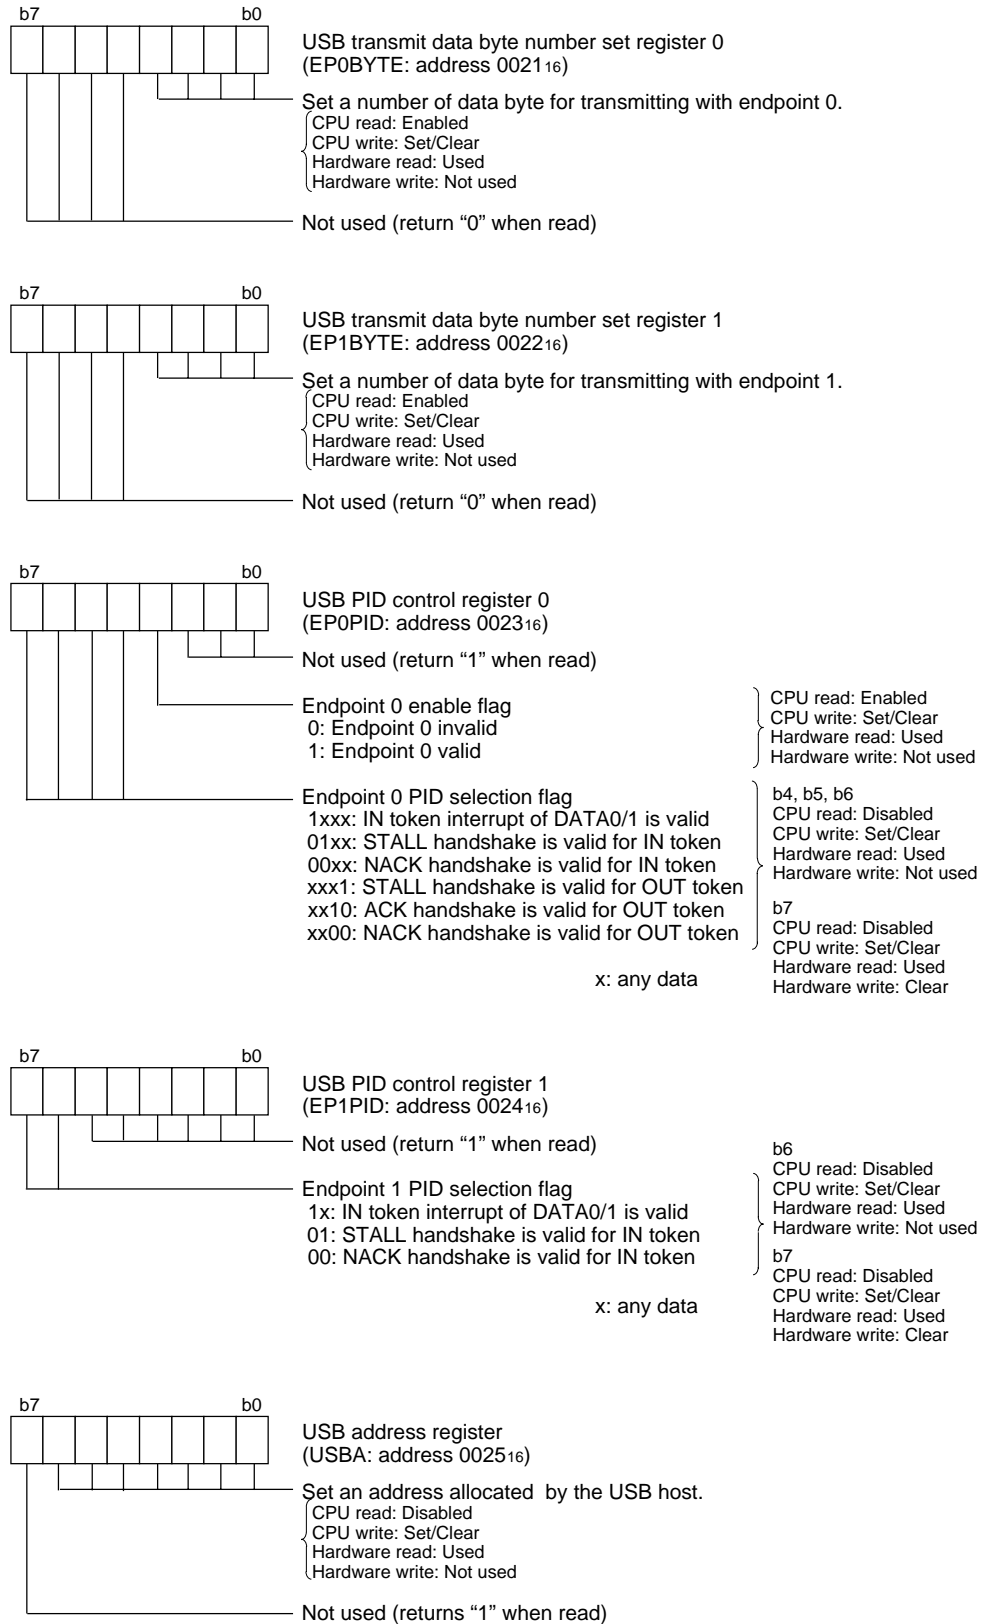 b7 b0
USB transmit data byte number set register 0
(EP0BYTE: address 002116)
Set a number of data byte for transmitting with endpoint 0.
CPU read: Enabled
CPU write: Set/Clear
Hardware read: Used
Hardware write: Not used
Not used (return “0” when read)
b7 b0
USB transmit data byte number set register 1
(EP1BYTE: address 002216)
Set a number of data byte for transmitting with endpoint 1.
CPU read: Enabled
CPU write: Set/Clear
Hardware read: Used
Hardware write: Not used
Not used (return “0” when read)
b7 b0
USB PID control register 0
(EP0PID: address 002316)
Not used (return “1” when read)
Endpoint 0 enable flag
0: Endpoint 0 invalid
1: Endpoint 0 valid
CPU read: Enabled
CPU write: Set/Clear
Hardware read: Used
Hardware write: Not used
Endpoint 0 PID selection flag
1xxx: IN token interrupt of DATA0/1 is valid
01xx: STALL handshake is valid for IN token
00xx: NACK handshake is valid for IN token
xxx1: STALL handshake is valid for OUT token
xx10: ACK handshake is valid for OUT token
xx00: NACK handshake is valid for OUT token
x: any data
b4, b5, b6
CPU read: Disabled
CPU write: Set/Clear
Hardware read: Used
Hardware write: Not used
b7
CPU read: Disabled
CPU write: Set/Clear
Hardware read: Used
Hardware write: Clear
b7 b0
USB PID control register 1
(EP1PID: address 002416)
Not used (return “1” when read)
Endpoint 1 PID selection flag
1x: IN token interrupt of DATA0/1 is valid
01: STALL handshake is valid for IN token
00: NACK handshake is valid for IN token
x: any data
b6
CPU read: Disabled
CPU write: Set/Clear
Hardware read: Used
Hardware write: Not used
b7
CPU read: Disabled
CPU write: Set/Clear
Hardware read: Used
Hardware write: Clear
b7 b0
USB address register
(USBA: address 002516)
Set an address allocated by the USB host.
CPU read: Disabled
CPU write: Set/Clear
Hardware read: Used
Hardware write: Not used
Not used (returns “1” when read)